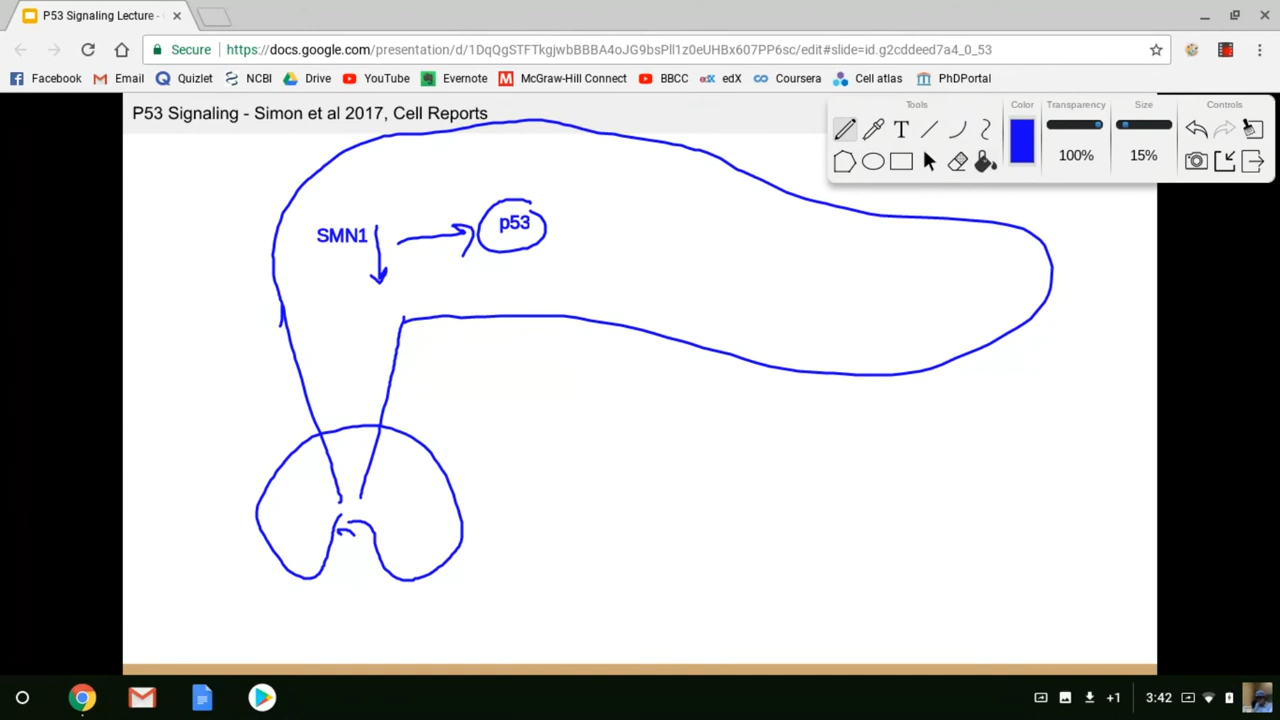 P53 Signaling Lecture -
Secure
https://docs.google.com/presentation/d/1DqQgSTFTkgjwbBBBA4oJG9bsPll1z0eUHBx607PP6sc/edit#slide=id.g2cddeed7a4_0_53
Facebook Email Quizlet NCBI Drive YouTube Evernote McGraw-Hill Connect BBCC edX Coursera Cell atlas PhDPortal
P53 Signaling - Simon et al 2017, Cell Reports
Tools Color Transparency Size Controls
100% 15%
SMN1
p53
+1 3:42